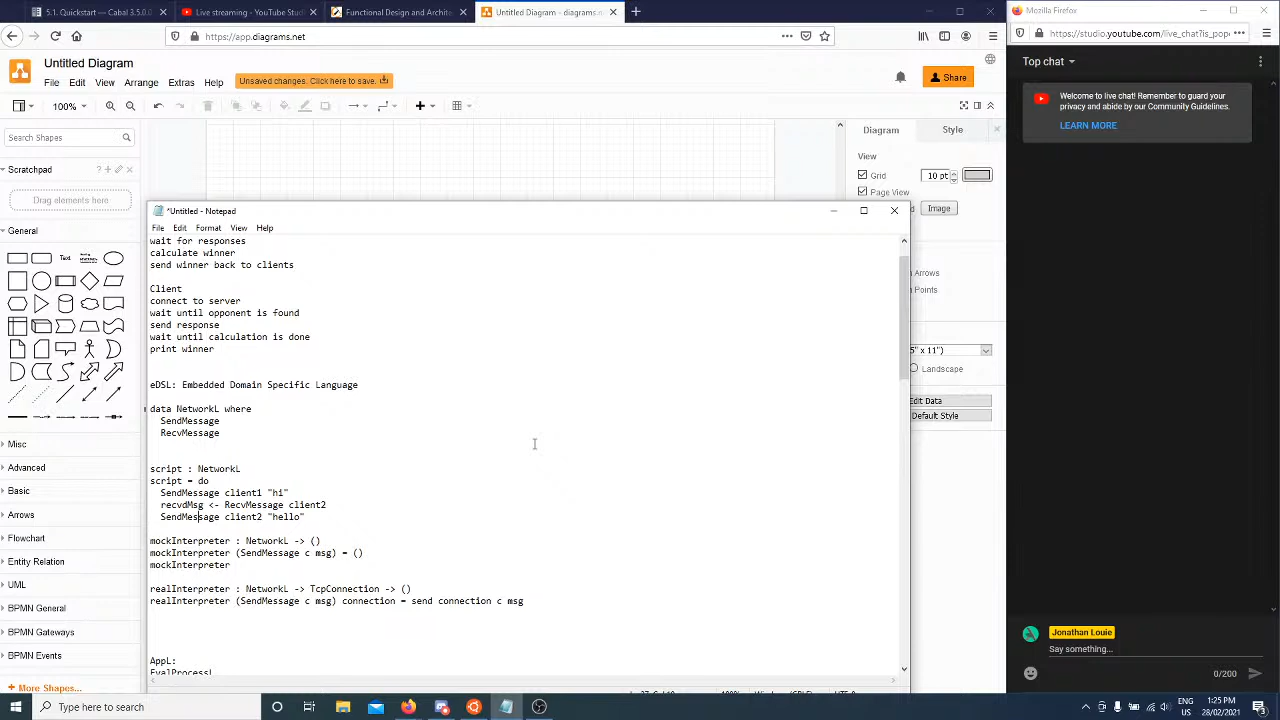 5.1. Quickstart — Cabal 3.5.0.0
Live streaming - YouTube Studio
Functional Design and Archite
Untitled Diagram - diagrams.ne
Mozilla Firefox
https://app.diagrams.net
https://studio.youtube.com/live_chat?is_pop
Untitled Diagram
File Edit View Arrange Extras Help
Unsaved changes. Click here to save.
Share
100%
Top chat
Welcome to live chat! Remember to guard your
privacy and abide by our Community Guidelines.
LEARN MORE
Search Shapes
Diagram
Style
Scratchpad
View
Grid
10 pt
Page View
Drag elements here
Image
General
Text
*Untitled - Notepad
File Edit Format View Help
wait for responses
calculate winner
send winner back to clients
Client
connect to server
wait until opponent is found
send response
wait until calculation is done
print winner
eDSL: Embedded Domain Specific Language
data NetworkL where
SendMessage
RecvMessage
script : NetworkL
script = do
SendMessage client1 "hi"
recvdMsg <- RecvMessage client2
SendMessage client2 "hello"
mockInterpreter : NetworkL -> ()
mockInterpreter (SendMessage c msg) = ()
mockInterpreter
realInterpreter : NetworkL -> TcpConnection -> ()
realInterpreter (SendMessage c msg) connection = send connection c msg
AppL:
EvalProcessL
Arrows
Points
5" x 11")
Landscape
Edit Data
Default Style
Misc
Advanced
Basic
Arrows
Flowchart
Entity Relation
UML
BPMN General
BPMN Gateways
BPMN Events
More Shapes...
Jonathan Louie
Say something...
0/200
Type here to search
ENG
US
1:25 PM
28/02/2021